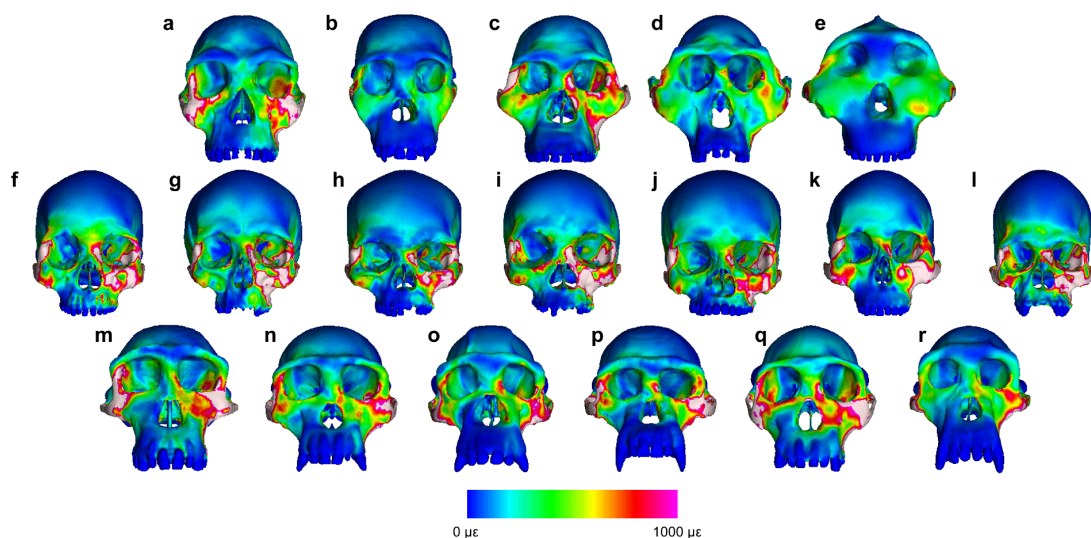 a b c d e
f g h i j k l
m n o p q r
0 με 1000 με